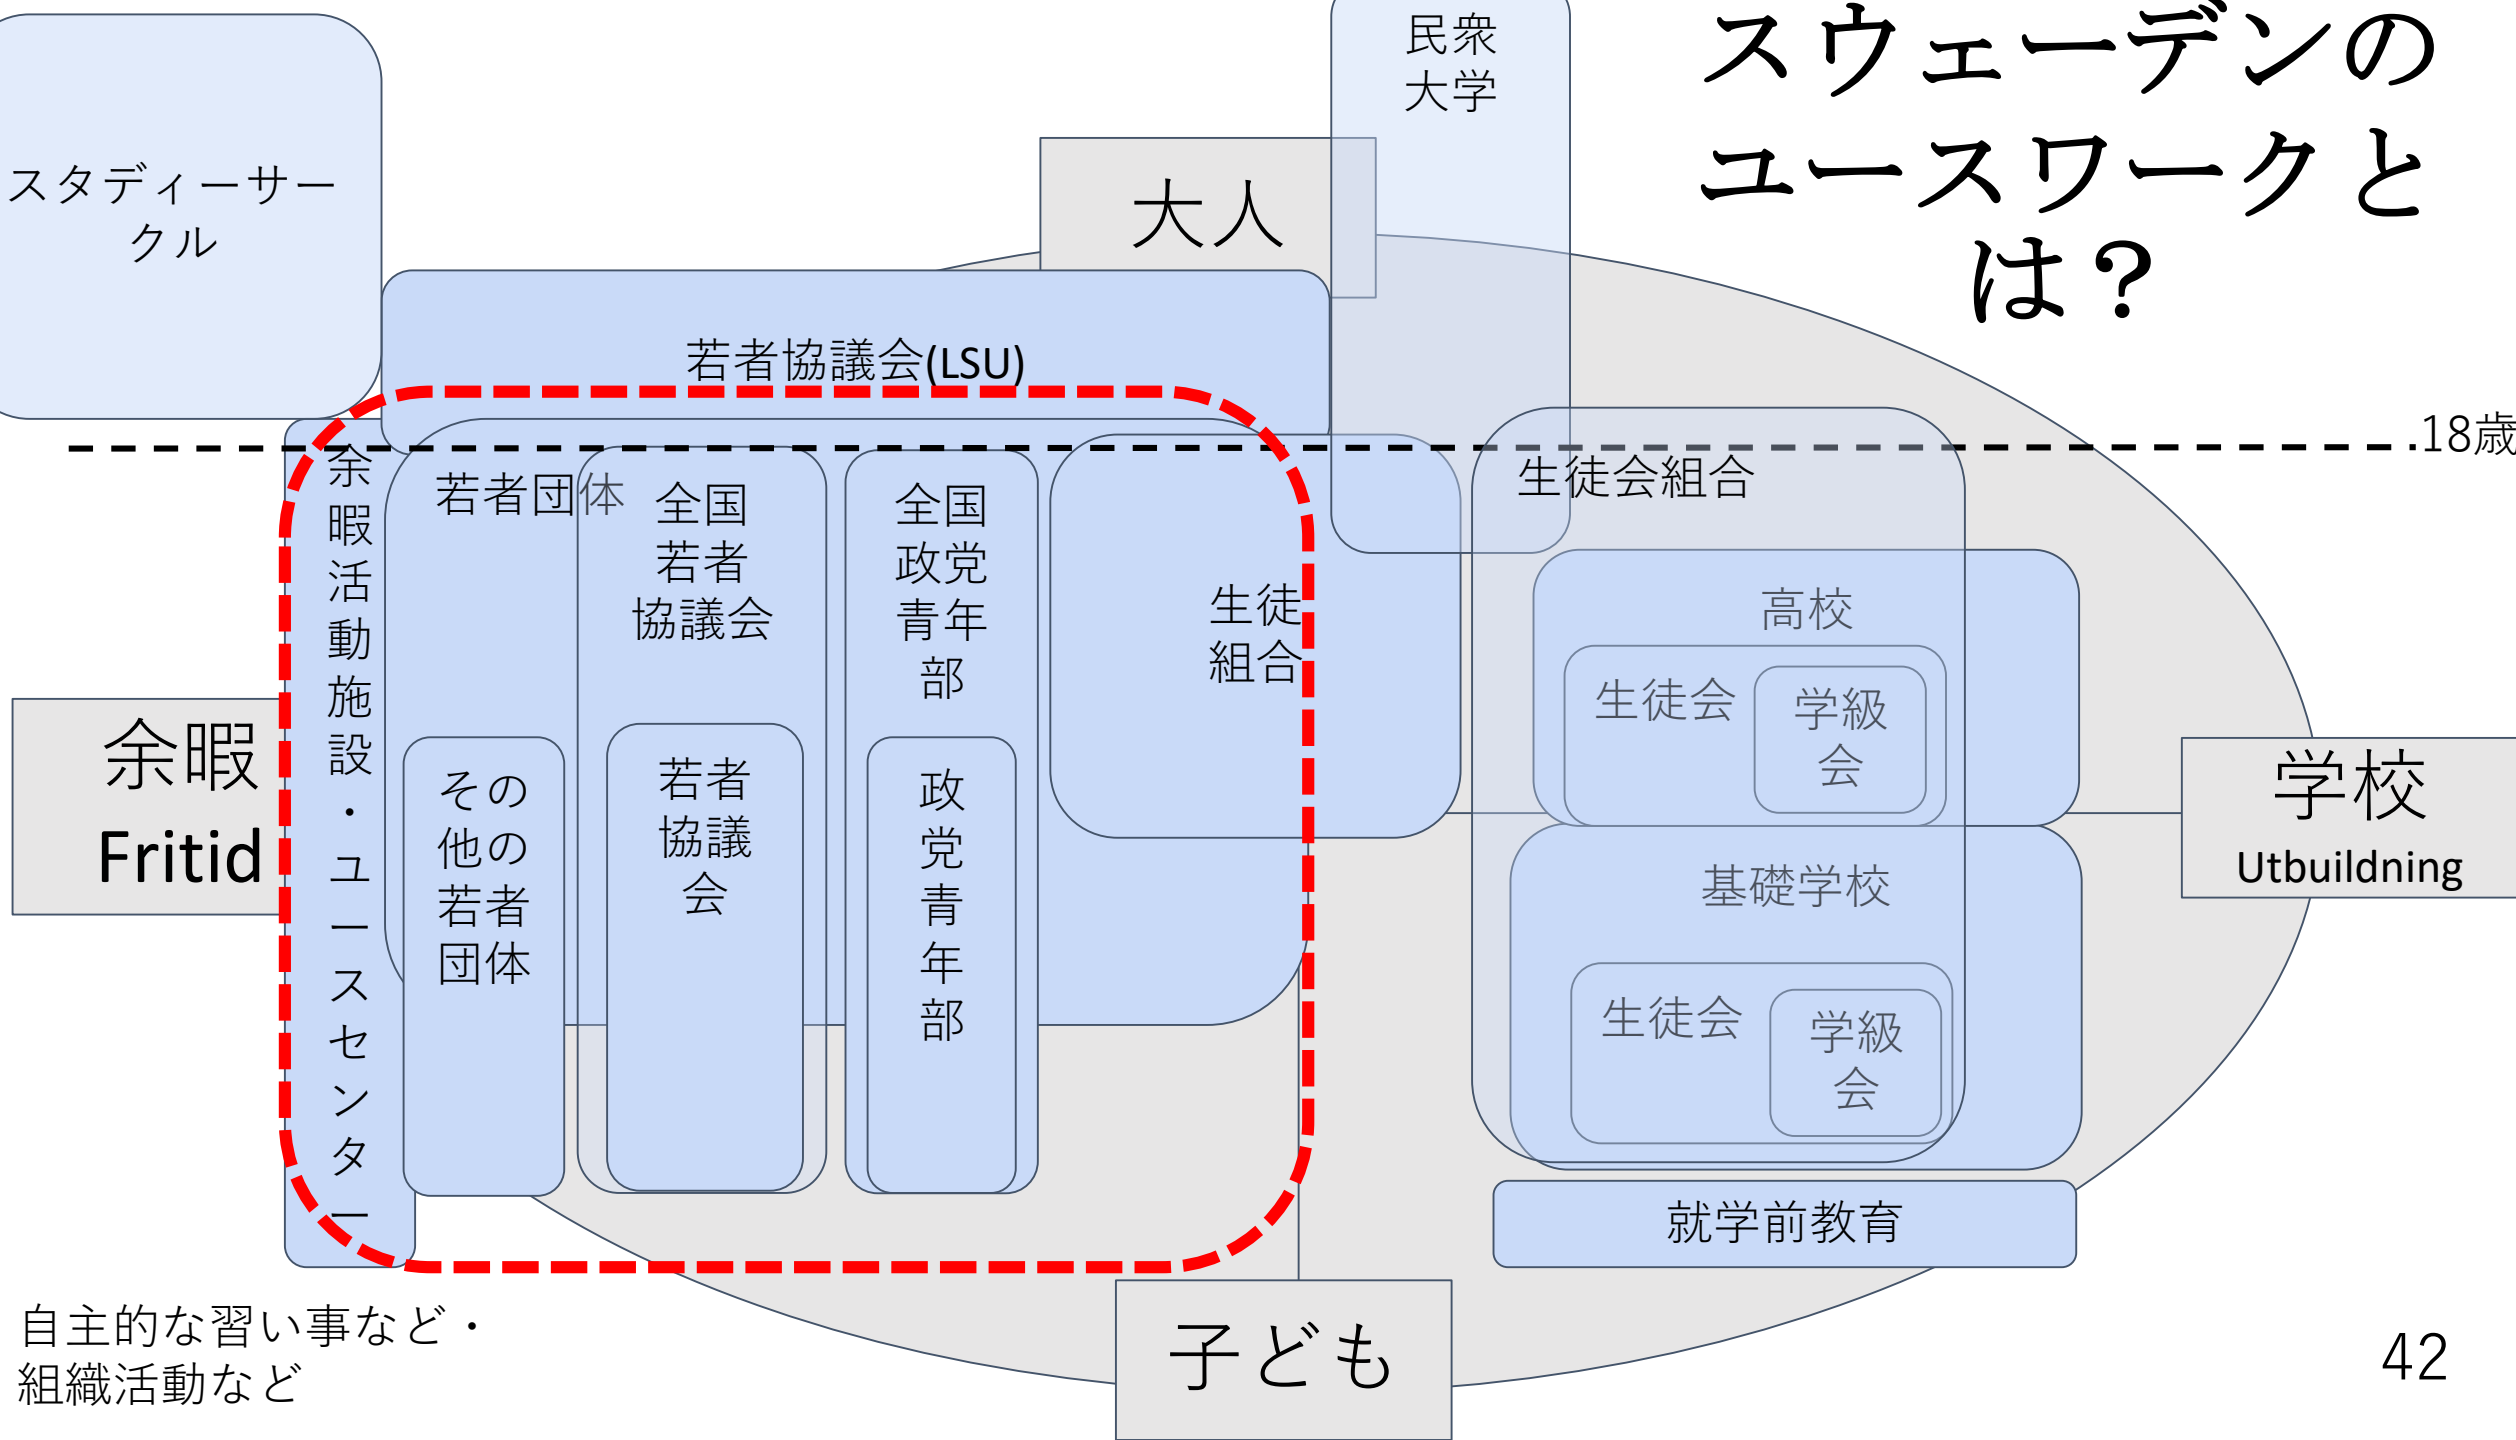 スウェーデンの
ユースワークと
は？
民衆
大学
スタディーサー
クル
大人
若者協議会(LSU)
18歳
余暇活動施設・ユースセンター
若者団体
全国
若者
協議会
全国
政党
青年
部
生徒
組合
生徒会組合
高校
生徒会
学級
会
余暇
Fritid
その
他の
若者
団体
若者
協議
会
政
党
青
年
部
学校
Utbuildning
基礎学校
生徒会
学級
会
就学前教育
子ども
自主的な習い事など・
組織活動など
42